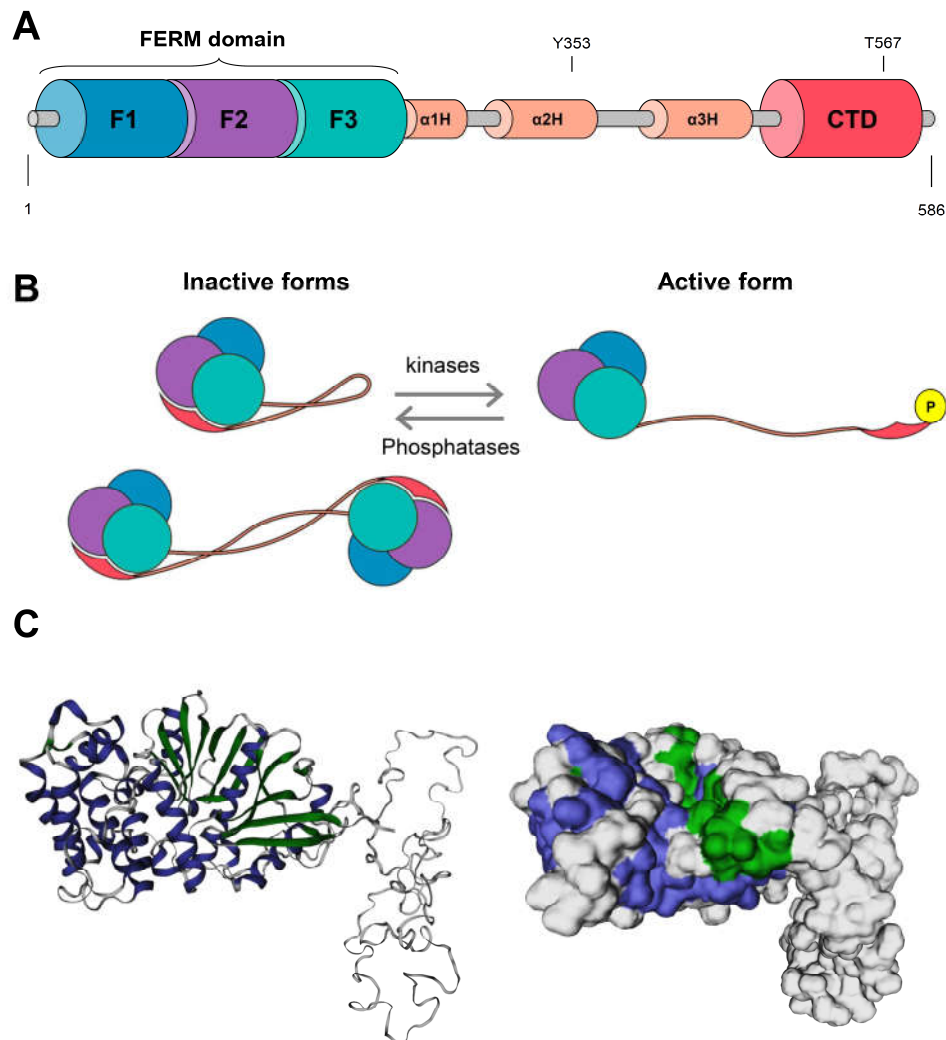 A
FERM domain
Y353
T567
F1
F2
F3
α1H
α2H
α3H
CTD
1
586
B
Inactive forms
Active form
kinases
Phosphatases
P
C